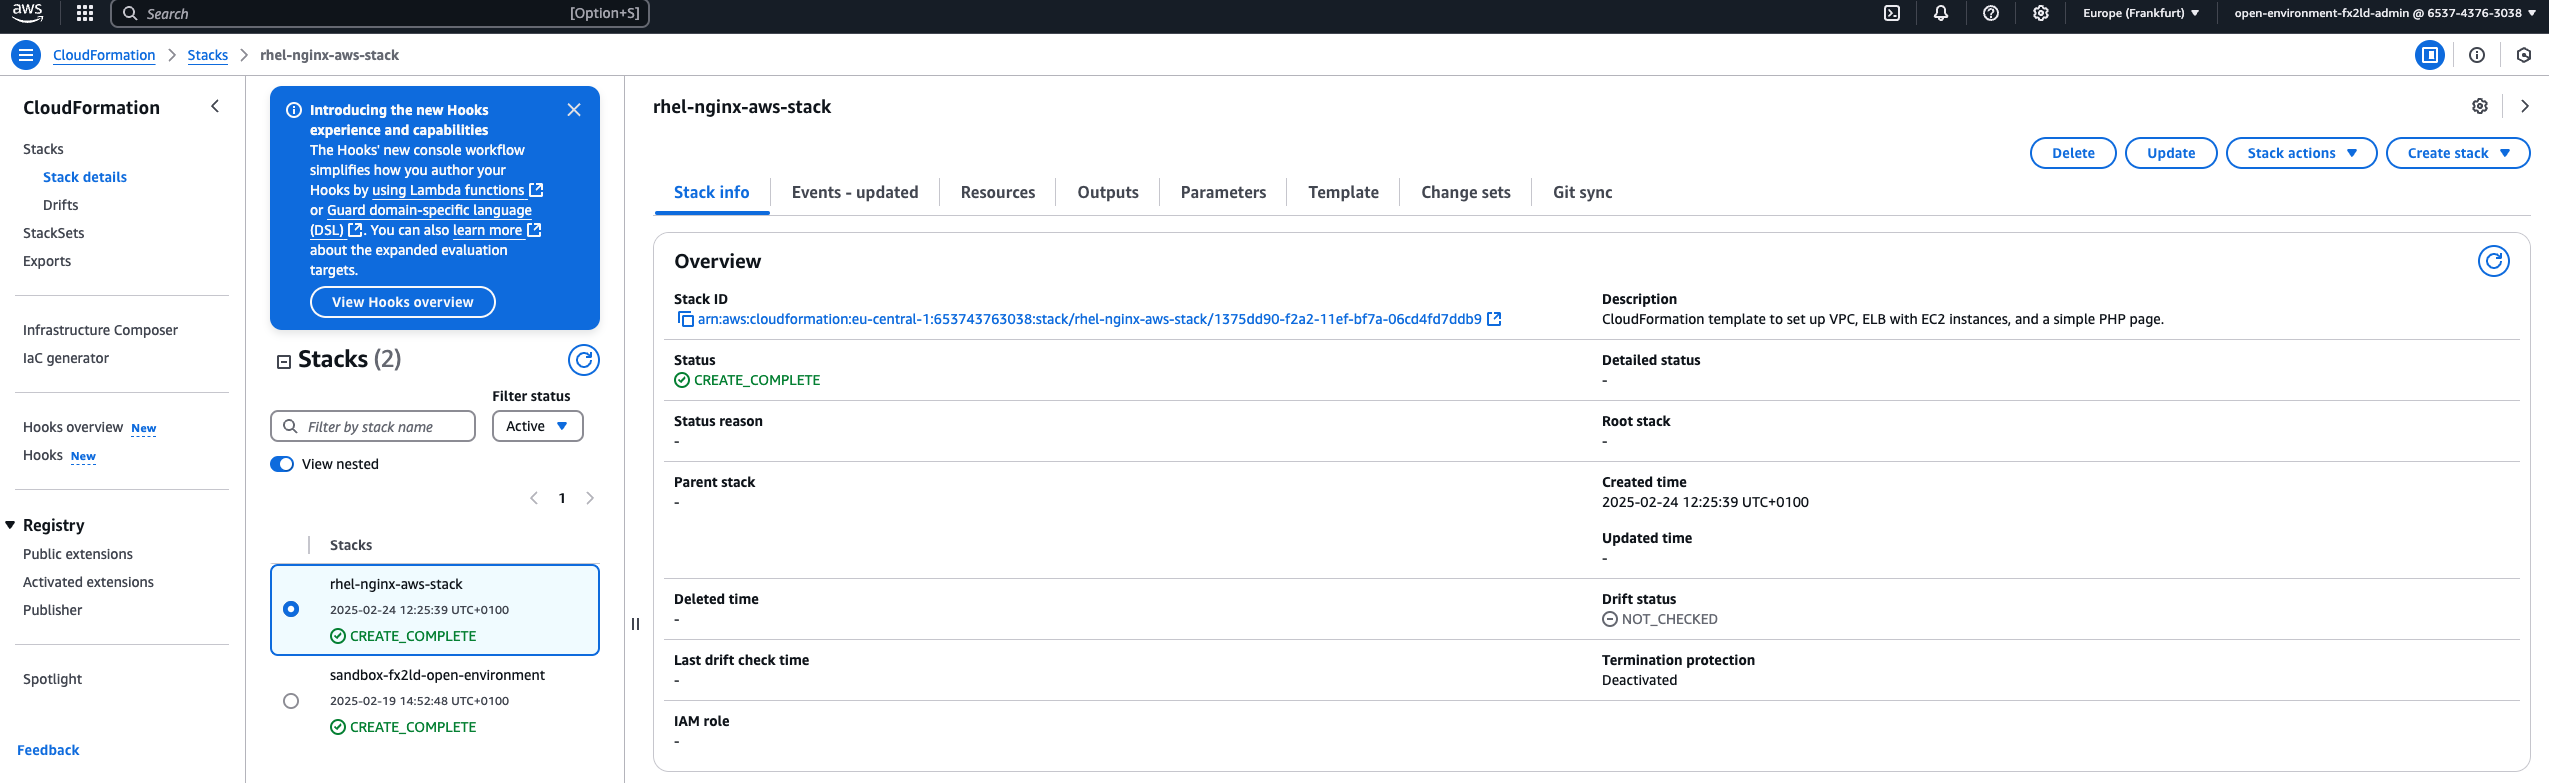 aws
Search
[Option+S]
Europe (Frankfurt)
open-environment-fx2ld-admin @ 6537-4376-3038
CloudFormation
Stacks
rhel-nginx-aws-stack
CloudFormation
Stacks
Stack details
Drifts
StackSets
Exports
Infrastructure Composer
IaC generator
Hooks overview New
Hooks New
Registry
Public extensions
Activated extensions
Publisher
Spotlight
Feedback
Introducing the new Hooks
experience and capabilities
The Hooks' new console workflow
simplifies how you author your
Hooks by using Lambda functions
or Guard domain-specific language
(DSL). You can also learn more
about the expanded evaluation
targets.
View Hooks overview
Stacks (2)
Filter status
Filter by stack name
Active
View nested
1
Stacks
rhel-nginx-aws-stack
2025-02-24 12:25:39 UTC+0100
CREATE_COMPLETE
sandbox-fx2ld-open-environment
2025-02-19 14:52:48 UTC+0100
CREATE_COMPLETE
rhel-nginx-aws-stack
Delete
Update
Stack actions
Create stack
Stack info
Events - updated
Resources
Outputs
Parameters
Template
Change sets
Git sync
Overview
Stack ID
arn:aws:cloudformation:eu-central-1:653743763038:stack/rhel-nginx-aws-stack/1375dd90-f2a2-11ef-bf7a-06cd4fd7ddb9
Description
CloudFormation template to set up VPC, ELB with EC2 instances, and a simple PHP page.
Status
CREATE_COMPLETE
Detailed status
-
Status reason
-
Root stack
-
Parent stack
-
Created time
2025-02-24 12:25:39 UTC+0100
Updated time
-
Deleted time
-
Drift status
NOT_CHECKED
Last drift check time
-
Termination protection
Deactivated
IAM role
-